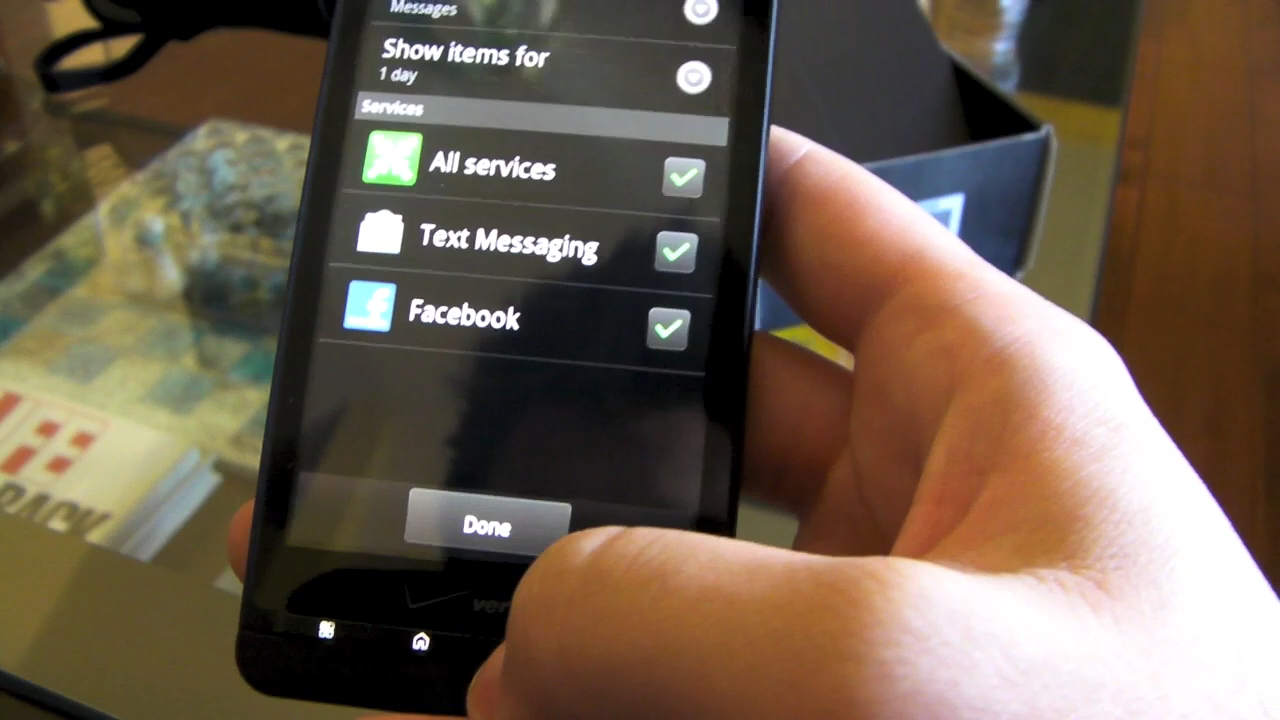 Messages
Show items for
1 day
Services
All services
Text Messaging
Facebook
Done